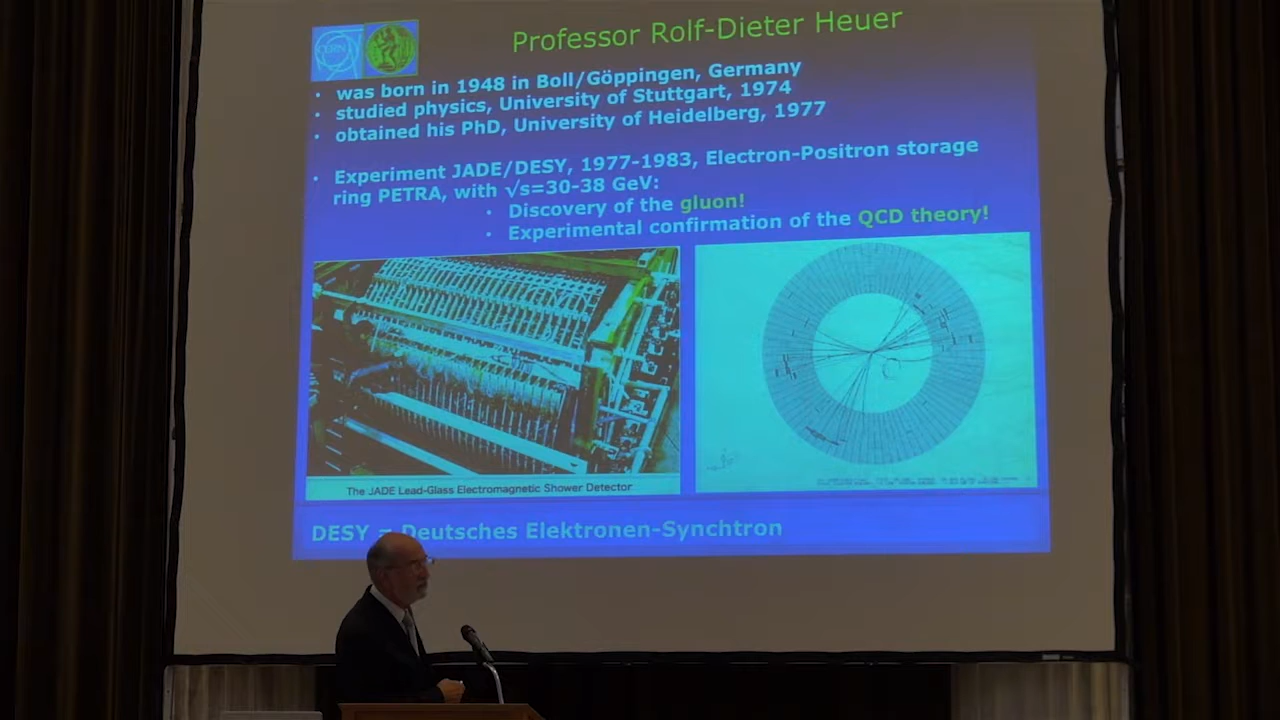 Professor Rolf-Dieter Heuer
CERN
• was born in 1948 in Boll/Göppingen, Germany
• studied physics, University of Stuttgart, 1974
• obtained his PhD, University of Heidelberg, 1977
• Experiment JADE/DESY, 1977-1983, Electron-Positron storage
ring PETRA, with √s=30-38 GeV:
• Discovery of the gluon!
• Experimental confirmation of the QCD theory!
The JADE Lead-Glass Electromagnetic Shower Detector
DESY = Deutsches Elektronen-Synchtron